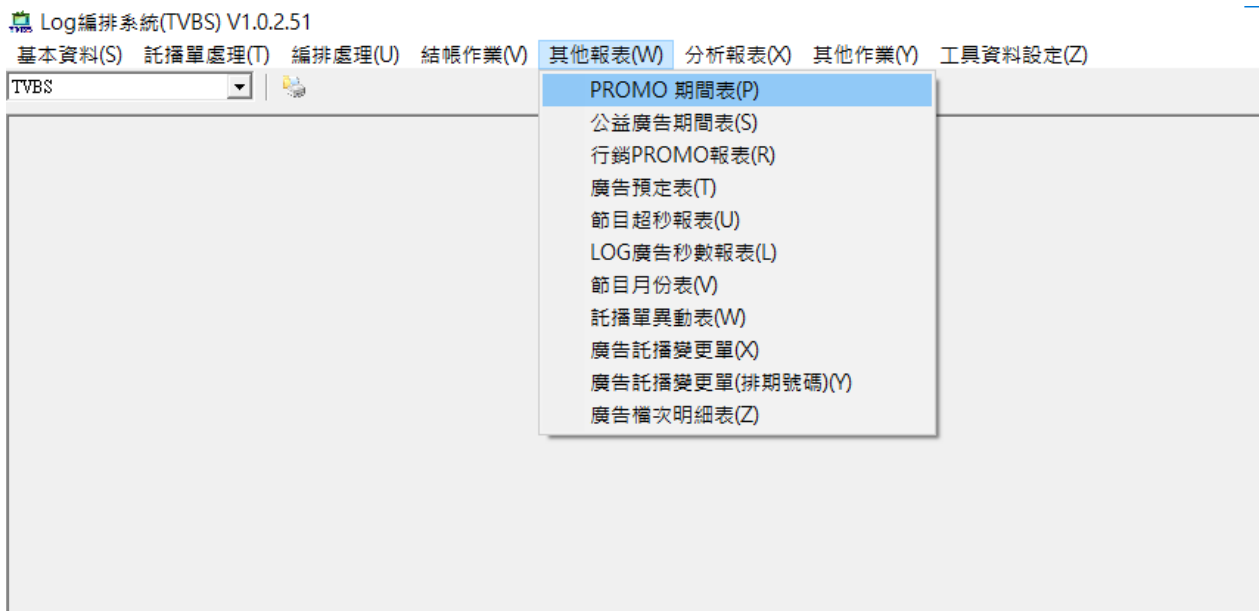 Log編排系統(TVBS) V1.0.2.51
基本資料(S) 託播單處理(T) 編排處理(U) 結帳作業(V) 其他報表(W) 分析報表(X) 其他作業(Y) 工具資料設定(Z)
TVBS
PROMO 期間表(P)
公益廣告期間表(S)
行銷PROMO報表(R)
廣告預定表(T)
節目超秒報表(U)
LOG廣告秒數報表(L)
節目月份表(V)
託播單異動表(W)
廣告託播變更單(X)
廣告託播變更單(排期號碼)(Y)
廣告檔次明細表(Z)